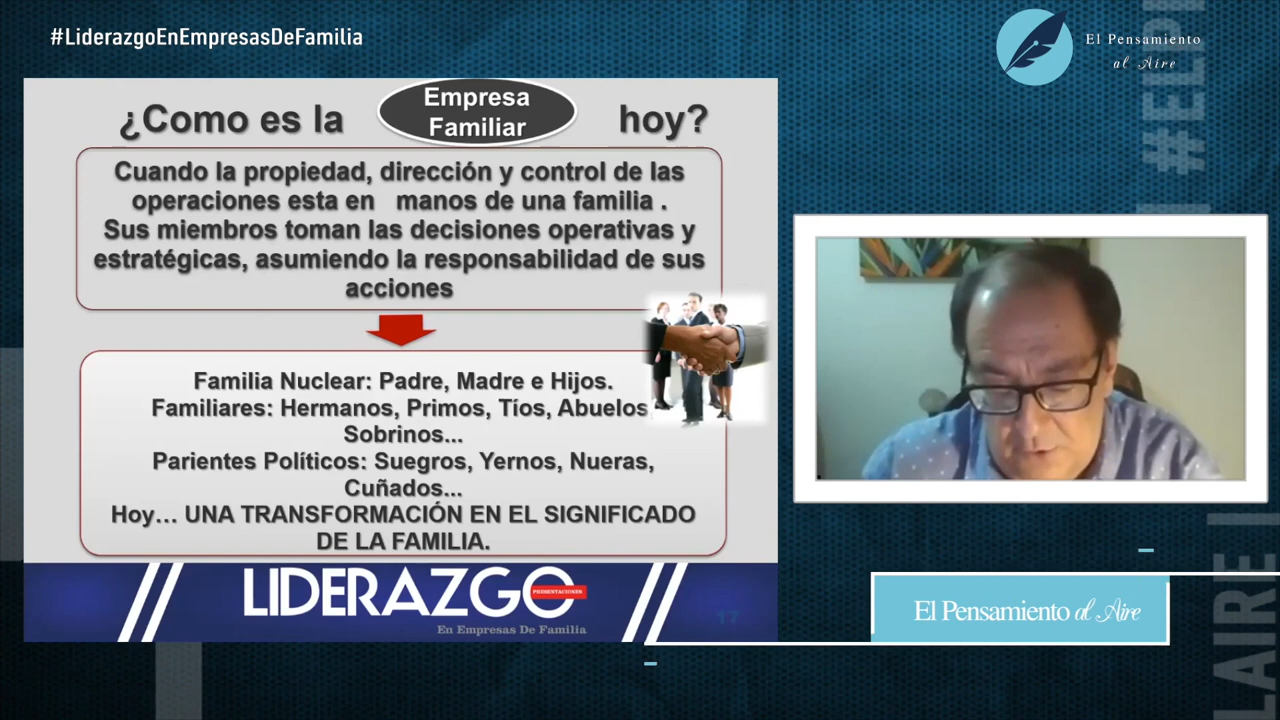 #LiderazgoEnEmpresasDeFamilia
El Pensamiento
al Aire
¿Como es la Empresa Familiar hoy?
Cuando la propiedad, dirección y control de las
operaciones esta en manos de una familia .
Sus miembros toman las decisiones operativas y
estratégicas, asumiendo la responsabilidad de sus
acciones
Familia Nuclear: Padre, Madre e Hijos.
Familiares: Hermanos, Primos, Tíos, Abuelos
Sobrinos...
Parientes Políticos: Suegros, Yernos, Nueras,
Cuñados...
Hoy… UNA TRANSFORMACIÓN EN EL SIGNIFICADO
DE LA FAMILIA.
LIDERAZGO
PRESENTACIONES
En Empresas De Familia
17
El Pensamiento al Aire
#ELP
LAIRE